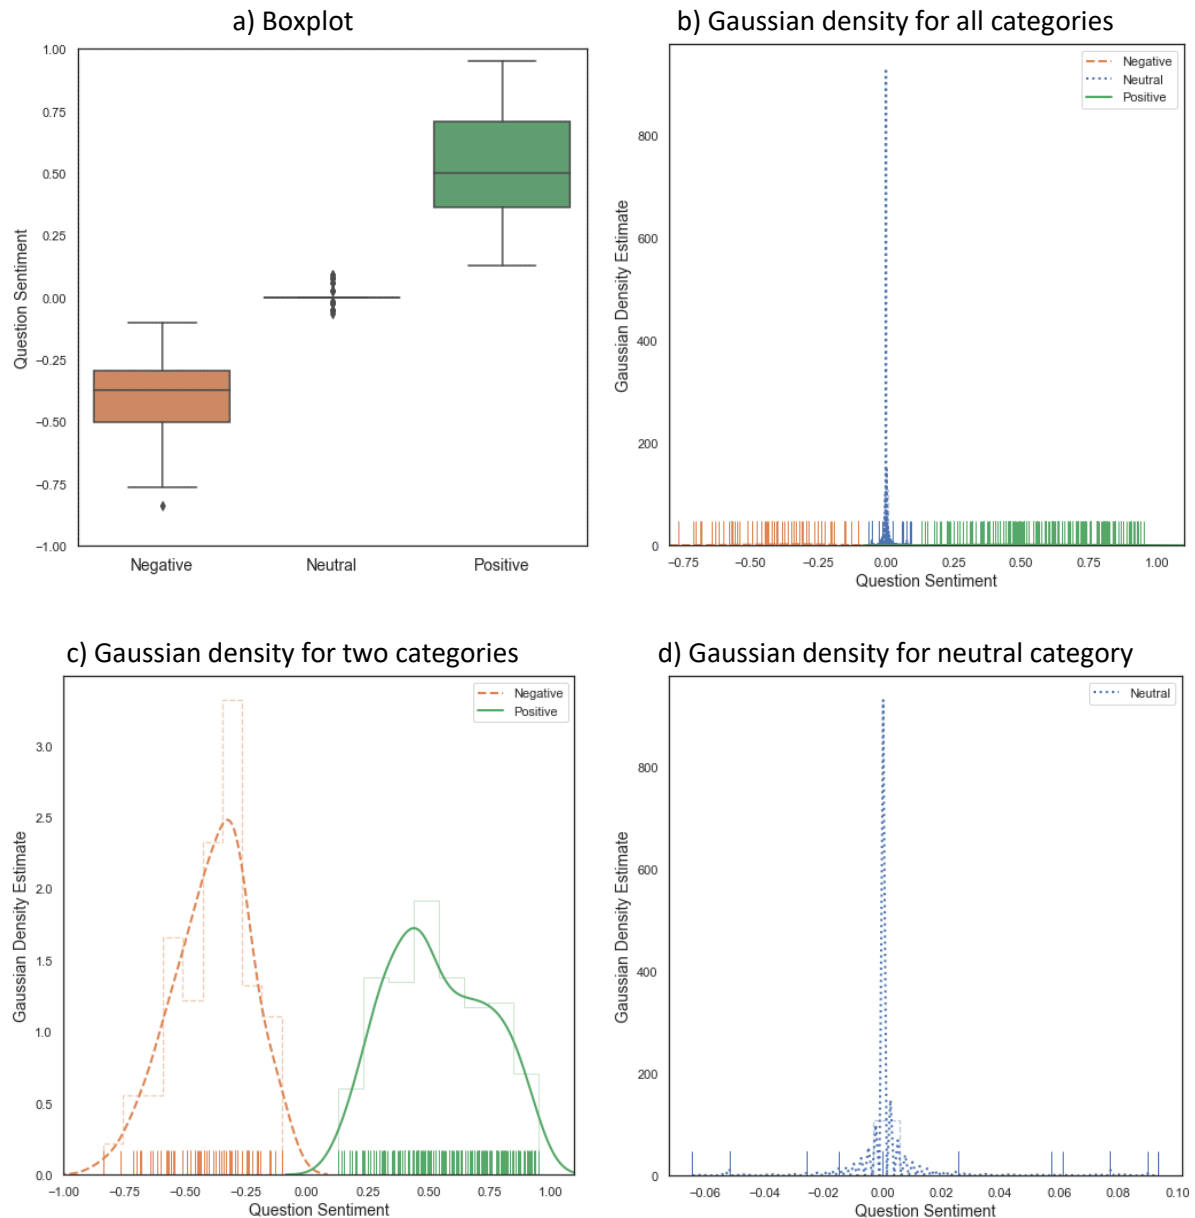 a) Boxplot
1.00
0.75
0.50
0.25
0.00
−0.25
−0.50
−0.75
−1.00
Question Sentiment
Negative
Neutral
Positive
b) Gaussian density for all categories
Negative
Neutral
Positive
800
600
400
200
0
Gaussian Density Estimate
−0.75
−0.50
−0.25
0.00
0.25
0.50
0.75
1.00
Question Sentiment
c) Gaussian density for two categories
Negative
Positive
3.0
2.5
2.0
1.5
1.0
0.5
0.0
Gaussian Density Estimate
−1.00
−0.75
−0.50
−0.25
0.00
0.25
0.50
0.75
1.00
Question Sentiment
d) Gaussian density for neutral category
Neutral
800
600
400
200
0
Gaussian Density Estimate
−0.06
−0.04
−0.02
0.00
0.02
0.04
0.06
0.08
0.10
Question Sentiment